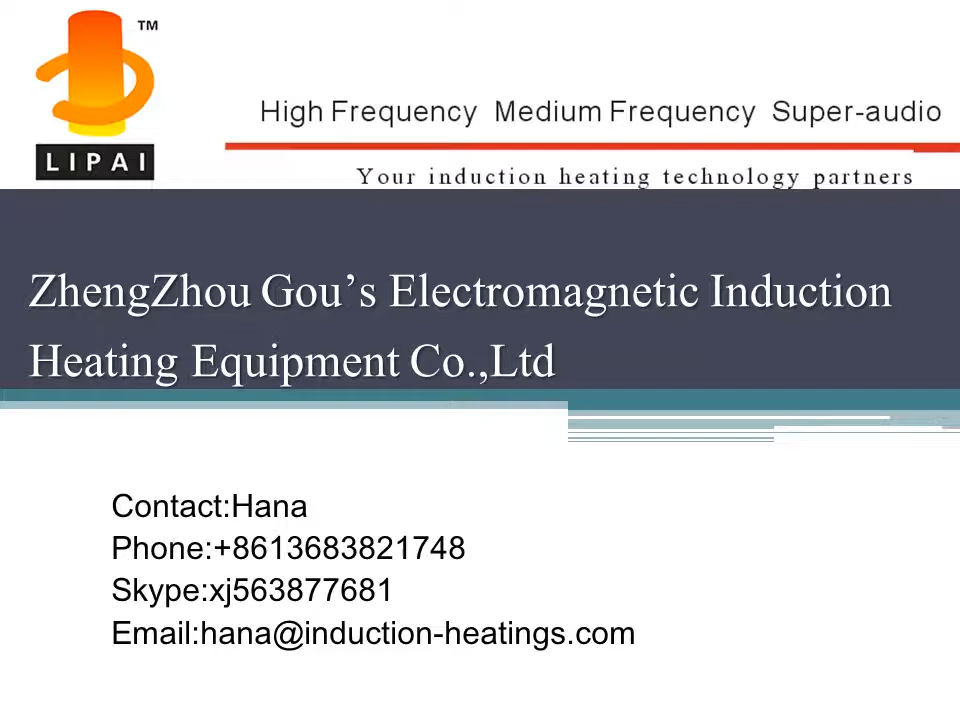 TM
LIPAI
High Frequency Medium Frequency Super-audio
Your induction heating technology partners
ZhengZhou Gou’s Electromagnetic Induction
Heating Equipment Co.,Ltd
Contact:Hana
Phone:+8613683821748
Skype:xj563877681
Email:hana@induction-heatings.com